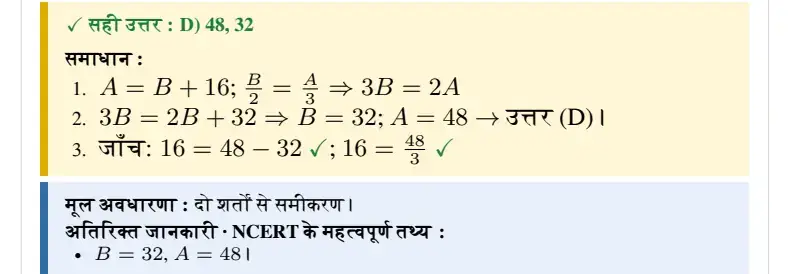 ✓ सही उत्तर : D) 48, 32
समाधान :
1. A = B + 16; B/2 = A/3 ⇒ 3B = 2A
2. 3B = 2B + 32 ⇒ B = 32; A = 48 → उत्तर (D)।
3. जाँच: 16 = 48 − 32 ✓; 16 = 48/3 ✓
मूल अवधारणा : दो शर्तों से समीकरण।
अतिरिक्त जानकारी · NCERT के महत्वपूर्ण तथ्य :
• B = 32, A = 48।